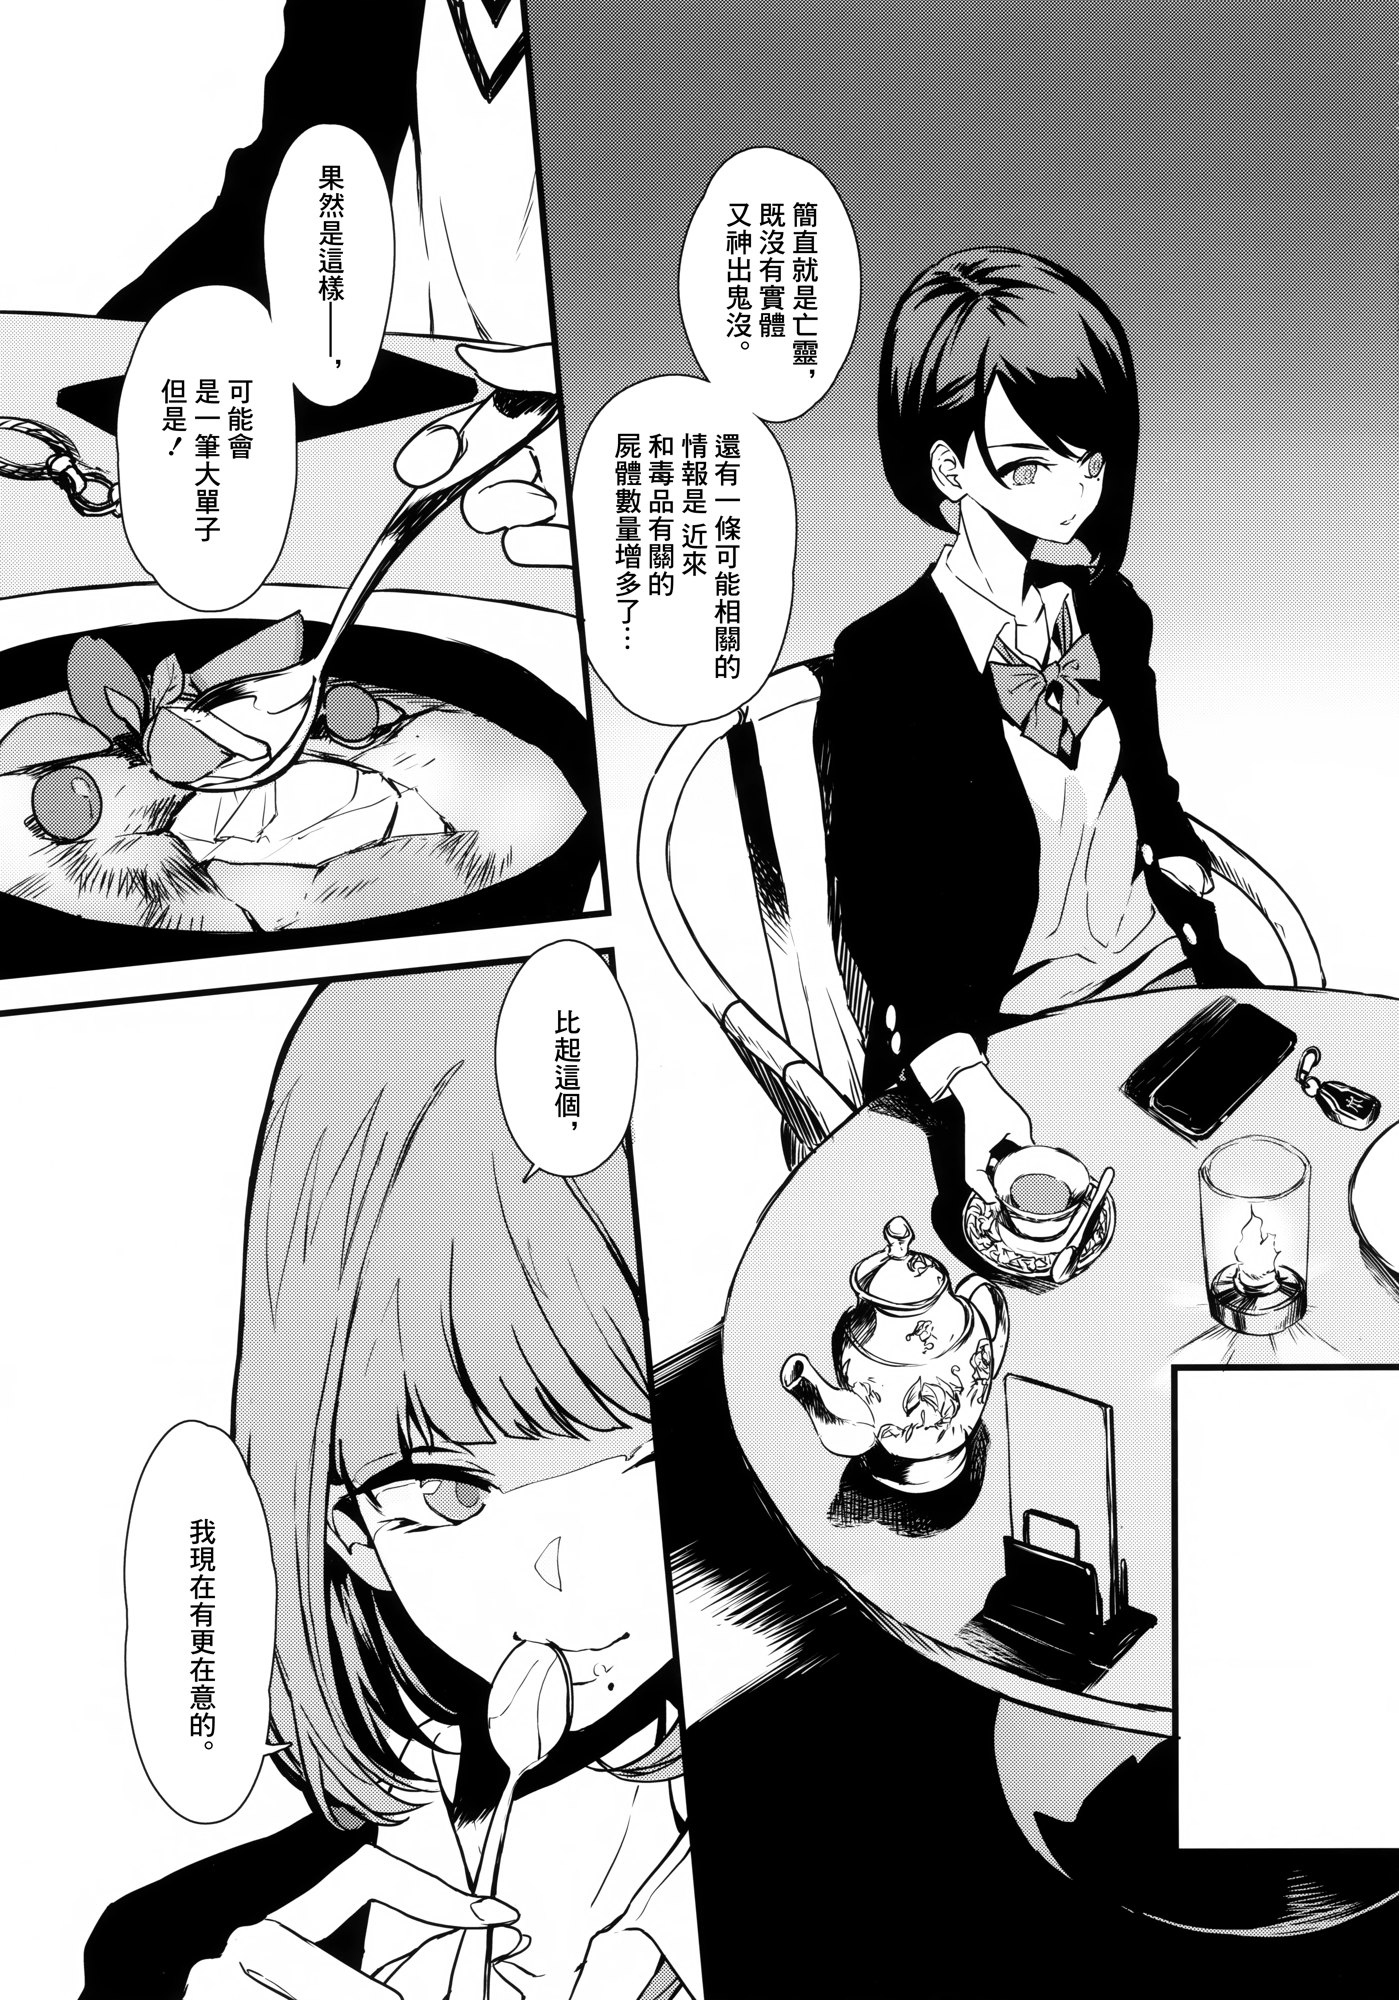 簡直就是亡靈，
既沒有實體
又神出鬼沒。
還有一條可能相關的
情報是 近來
和毒品有關的
屍體數量增多了…
果然是這樣——，
可能會
是一筆大單子
但是！
比起這個，
我現在有更在意的。